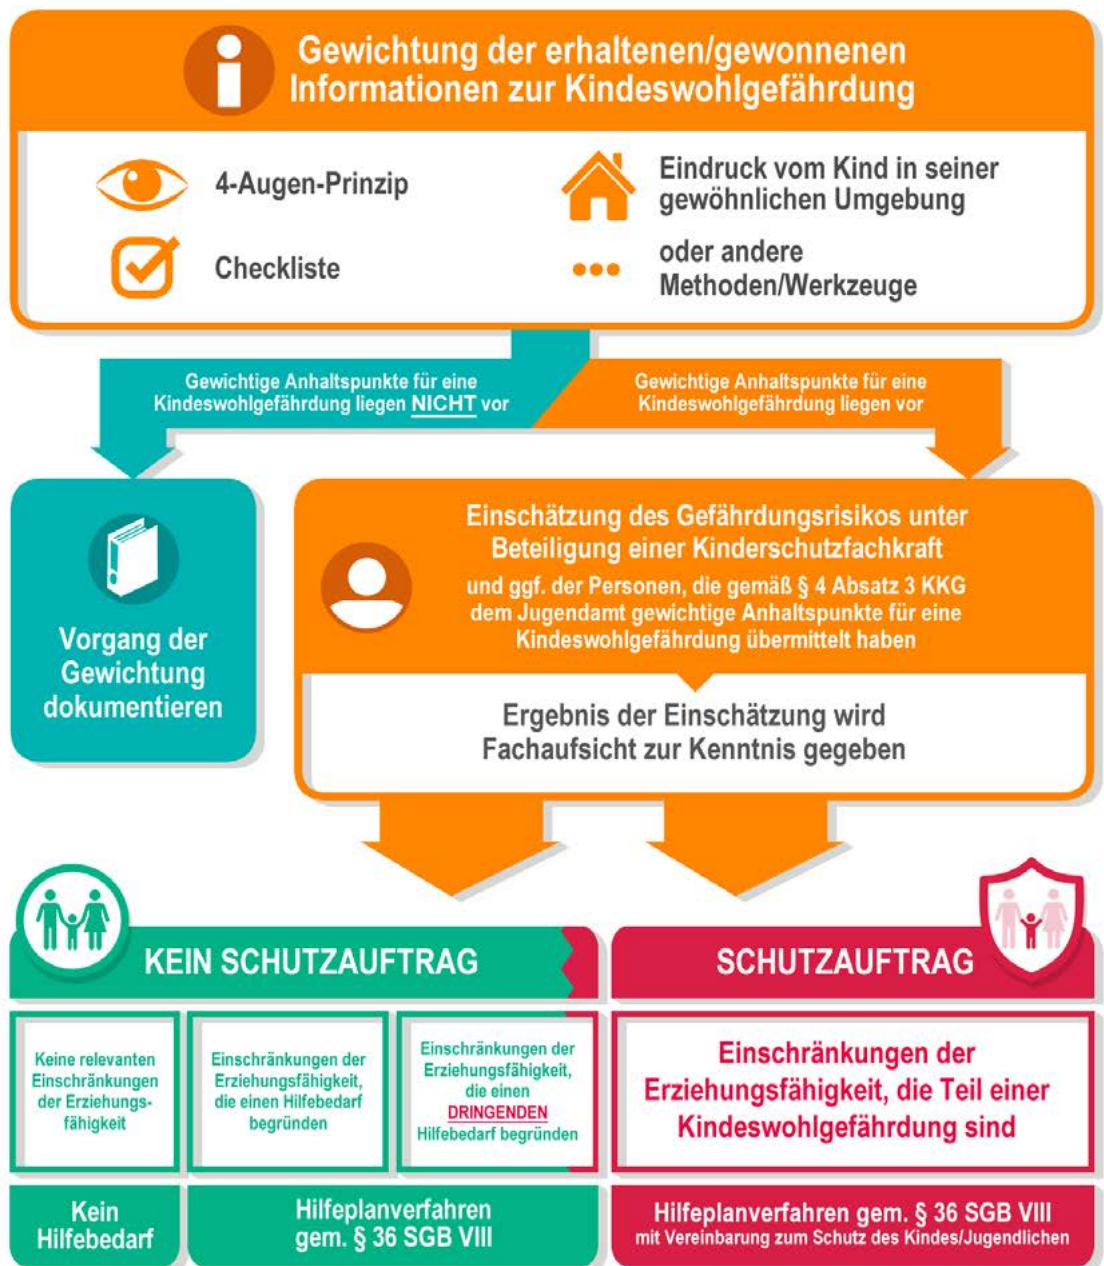 Gewichtung der erhaltenen/gewonnenen
Informationen zur Kindeswohlgefährdung
4-Augen-Prinzip
Eindruck vom Kind in seiner
gewöhnlichen Umgebung
Checkliste
oder andere
Methoden/Werkzeuge
Gewichtige Anhaltspunkte für eine
Kindeswohlgefährdung liegen NICHT vor
Gewichtige Anhaltspunkte für eine
Kindeswohlgefährdung liegen vor
Vorgang der
Gewichtung
dokumentieren
Einschätzung des Gefährdungsrisikos unter
Beteiligung einer Kinderschutzfachkraft
und ggf. der Personen, die gemäß § 4 Absatz 3 KKG
dem Jugendamt gewichtige Anhaltspunkte für eine
Kindeswohlgefährdung übermittelt haben
Ergebnis der Einschätzung wird
Fachaufsicht zur Kenntnis gegeben
KEIN SCHUTZAUFTRAG
SCHUTZAUFTRAG
Keine relevanten
Einschränkungen
der Erziehungs-
fähigkeit
Einschränkungen der
Erziehungsfähigkeit,
die einen Hilfebedarf
begründen
Einschränkungen der
Erziehungsfähigkeit,
die einen
DRINGENDEN
Hilfebedarf begründen
Einschränkungen der
Erziehungsfähigkeit, die Teil einer
Kindeswohlgefährdung sind
Kein
Hilfebedarf
Hilfeplanverfahren
gem. § 36 SGB VIII
Hilfeplanverfahren gem. § 36 SGB VIII
mit Vereinbarung zum Schutz des Kindes/Jugendlichen